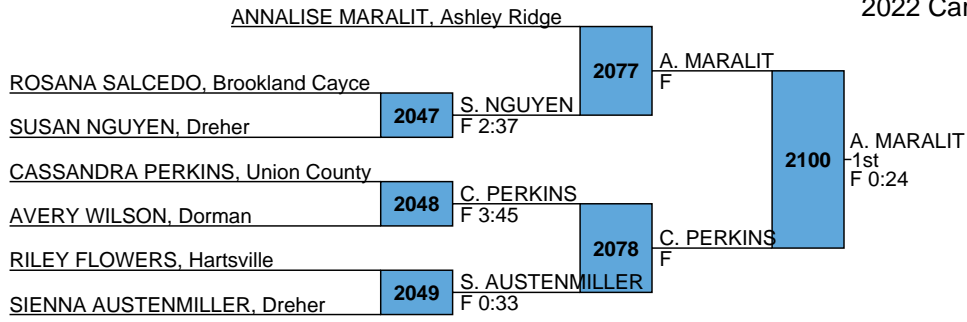 2022 Car
ANNALISE MARALIT, Ashley Ridge
2077
A. MARALIT
F
ROSANA SALCEDO, Brookland Cayce
2047
S. NGUYEN
F 2:37
SUSAN NGUYEN, Dreher
2100
A. MARALIT
1st
F 0:24
CASSANDRA PERKINS, Union County
2048
C. PERKINS
F 3:45
AVERY WILSON, Dorman
2078
C. PERKINS
F
RILEY FLOWERS, Hartsville
2049
S. AUSTENMILLER
F 0:33
SIENNA AUSTENMILLER, Dreher